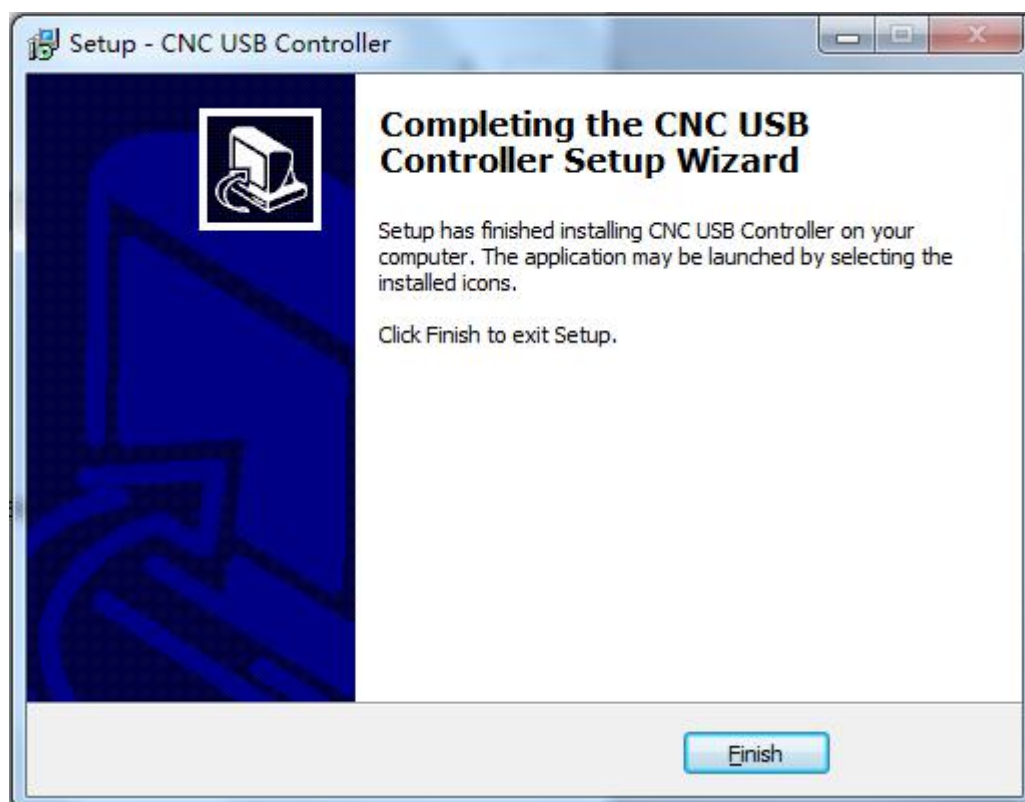 Setup - CNC USB Controller
Completing the CNC USB
Controller Setup Wizard
Setup has finished installing CNC USB Controller on your
computer. The application may be launched by selecting the
installed icons.
Click Finish to exit Setup.
Finish